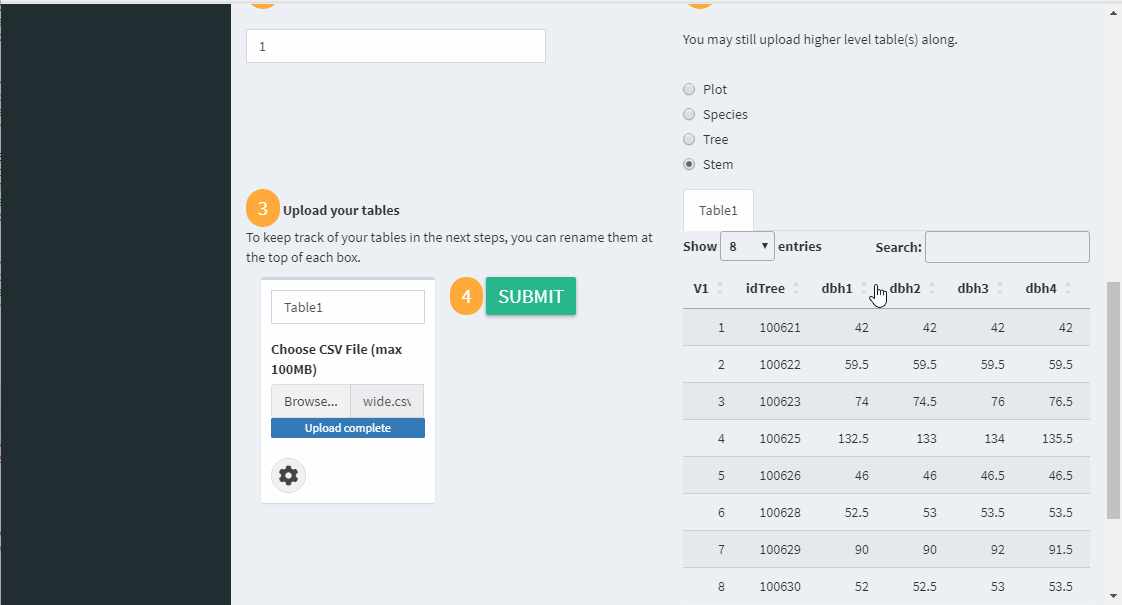 1
You may still upload higher level table(s) along.
Plot
Species
Tree
Stem
3 Upload your tables
To keep track of your tables in the next steps, you can rename them at
the top of each box.
Table1
Choose CSV File (max
100MB)
Browse... wide.csv
Upload complete
4 SUBMIT
Table1
Show 8 entries Search:
V1 idTree dbh1 dbh2 dbh3 dbh4
1 100621 42 42 42 42
2 100622 59.5 59.5 59.5 59.5
3 100623 74 74.5 76 76.5
4 100625 132.5 133 134 135.5
5 100626 46 46 46.5 46.5
6 100628 52.5 53 53.5 53.5
7 100629 90 90 92 91.5
8 100630 52 52.5 53 53.5